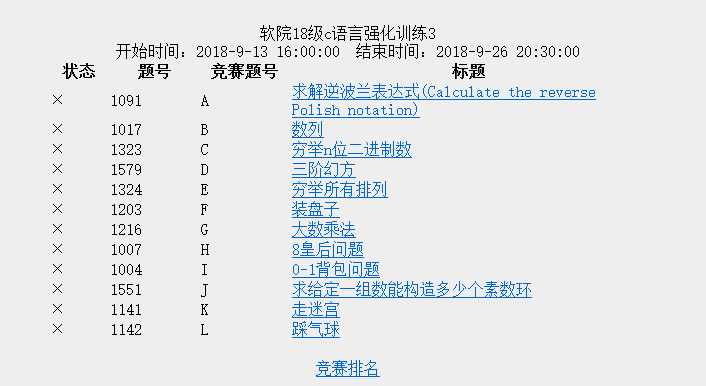 软院18级c语言强化训练3
开始时间：2018-9-13 16:00:00 结束时间：2018-9-26 20:30:00
状态 题号 竞赛题号 标题
× 1091 A 求解逆波兰表达式(Calculate the reverse
Polish notation)
× 1017 B 数列
× 1323 C 穷举n位二进制数
× 1579 D 三阶幻方
× 1324 E 穷举所有排列
× 1203 F 装盘子
× 1216 G 大数乘法
× 1007 H 8皇后问题
× 1004 I 0-1背包问题
× 1551 J 求给定一组数能构造多少个素数环
× 1141 K 走迷宫
× 1142 L 踩气球
竞赛排名